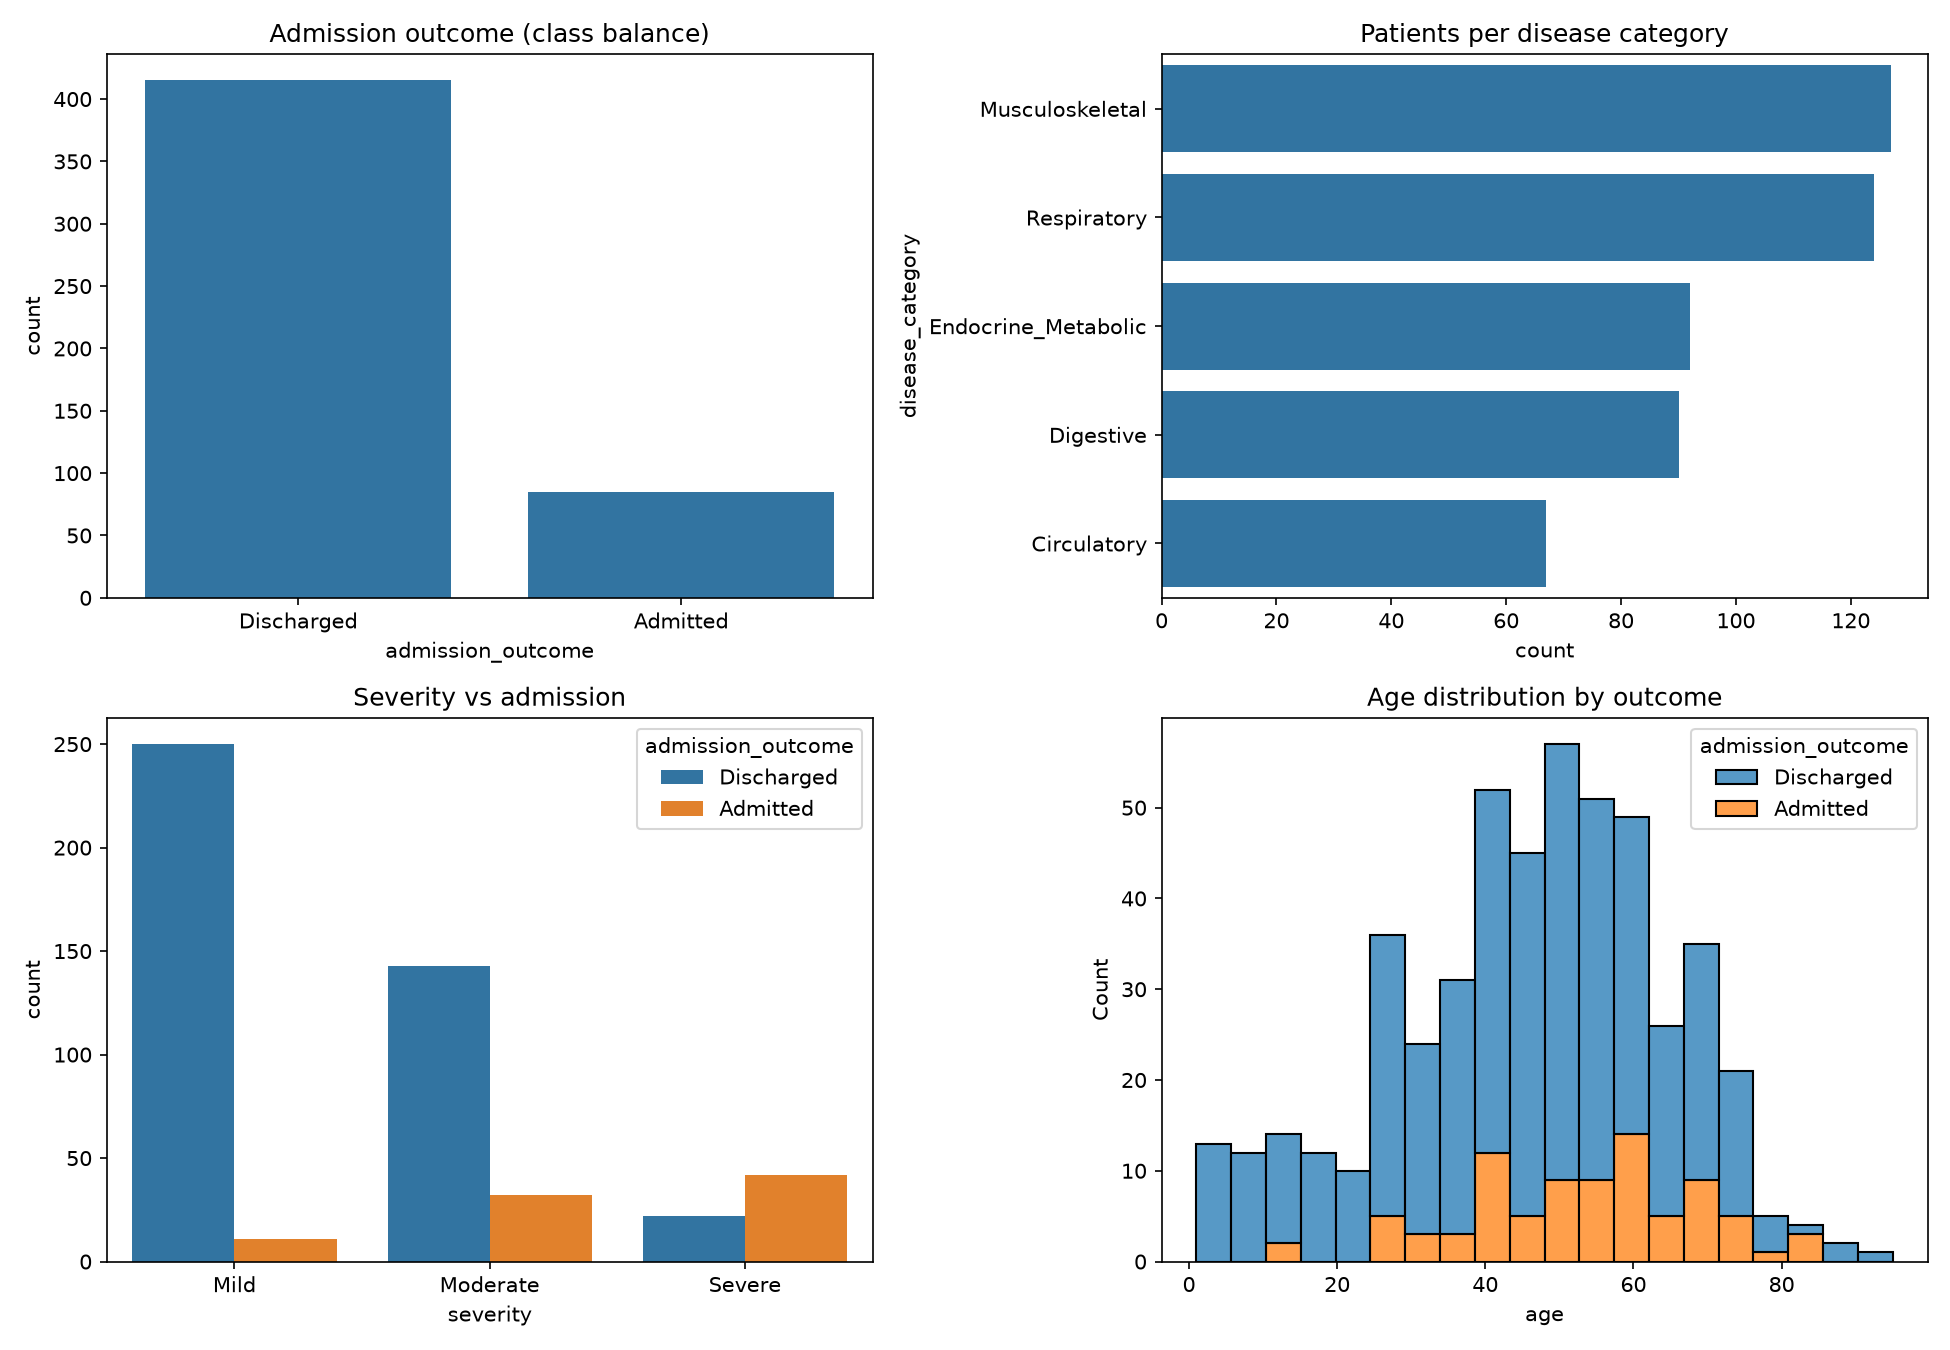 Admission outcome (class balance)
count
400
350
300
250
200
150
100
50
0
Discharged Admitted
admission_outcome
Patients per disease category
disease_category
Musculoskeletal
Respiratory
Endocrine_Metabolic
Digestive
Circulatory
0 20 40 60 80 100 120
count
Severity vs admission
count
250
200
150
100
50
0
admission_outcome
Discharged
Admitted
Mild Moderate Severe
severity
Age distribution by outcome
Count
50
40
30
20
10
0
admission_outcome
Discharged
Admitted
0 20 40 60 80
age